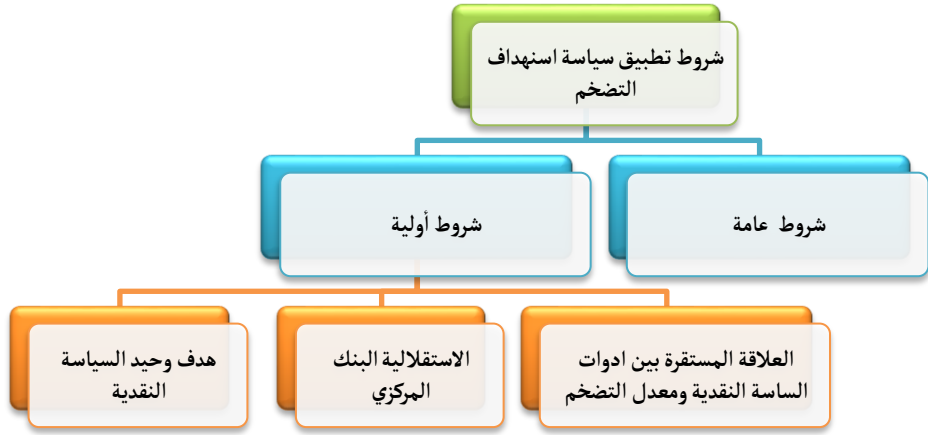 شروط تطبيق سياسة استهداف
التضخم
شروط عامة
شروط أولية
العلاقة المستقرة بين ادوات
الساسة النقدية ومعدل التضخم
الاستقلالية البنك
المركزي
هدف وحيد السياسة
النقدية